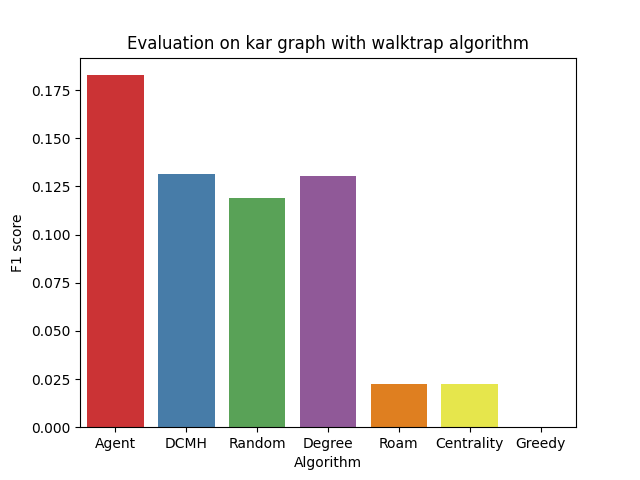 Evaluation on kar graph with walktrap algorithm
F1 score
0.175
0.150
0.125
0.100
0.075
0.050
0.025
0.000
Agent DCMH Random Degree Roam Centrality Greedy
Algorithm